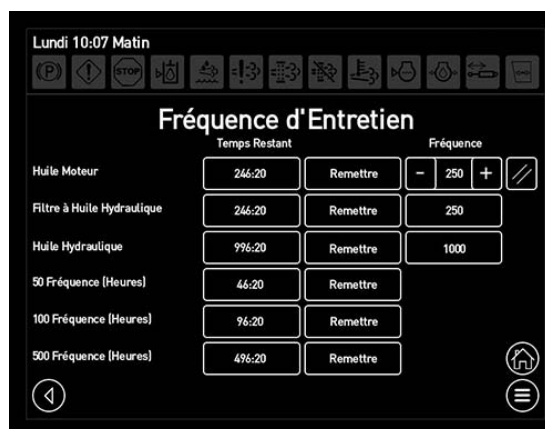 Lundi 10:07 Matin
(P) STOP
Fréquence d'Entretien
Temps Restant Fréquence
Huile Moteur 246:20 Remettre - 250 +
Filtre à Huile Hydraulique 246:20 Remettre 250
Huile Hydraulique 996:20 Remettre 1000
50 Fréquence (Heures) 46:20 Remettre
100 Fréquence (Heures) 96:20 Remettre
500 Fréquence (Heures) 496:20 Remettre